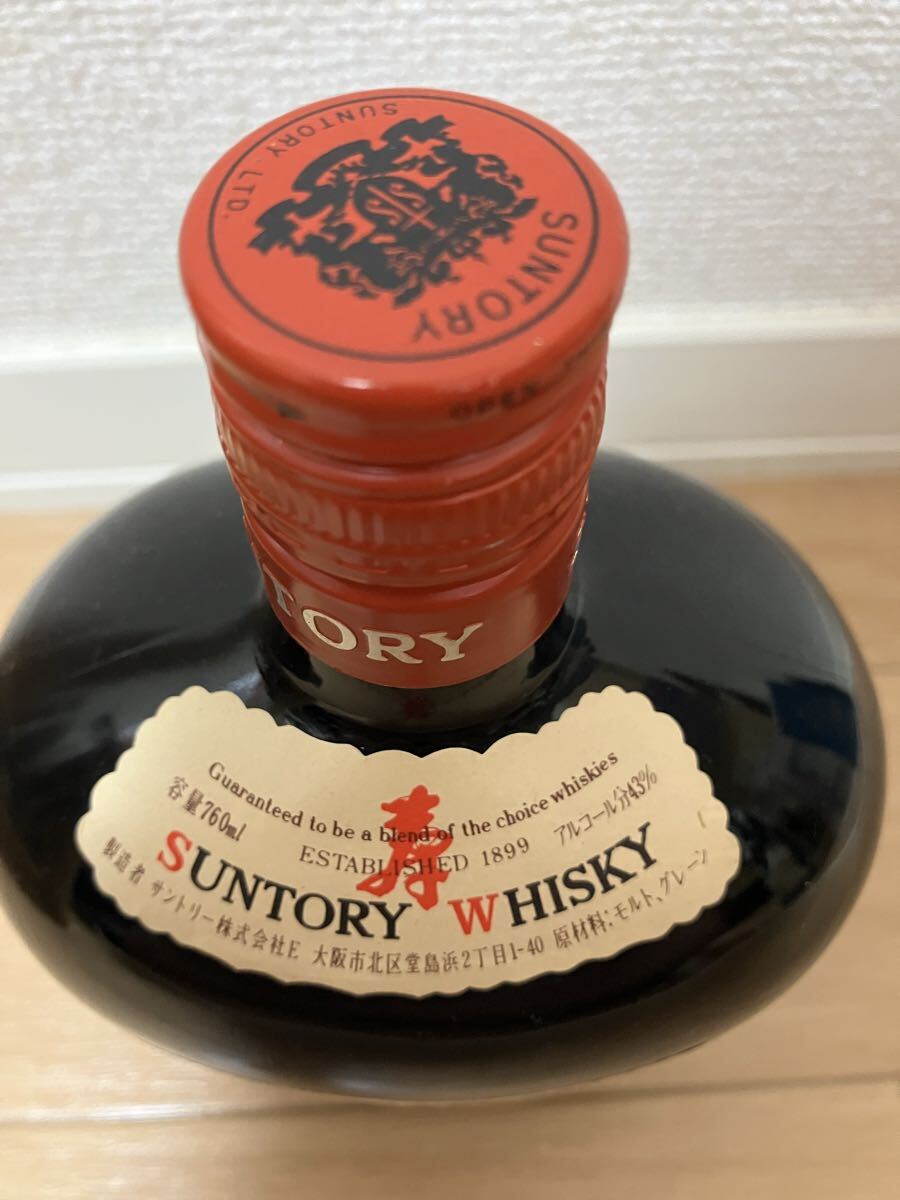 SUNTORY. LTD.
SUNTORY
TORY
Guaranteed to be a blend of the choice whiskies
容量760ml
寿
アルコール分43%
ESTABLISHED 1899
SUNTORY WHISKY
製造者 サントリー株式会社E 大阪市北区堂島浜2丁目1-40 原材料:モルト、グレーン